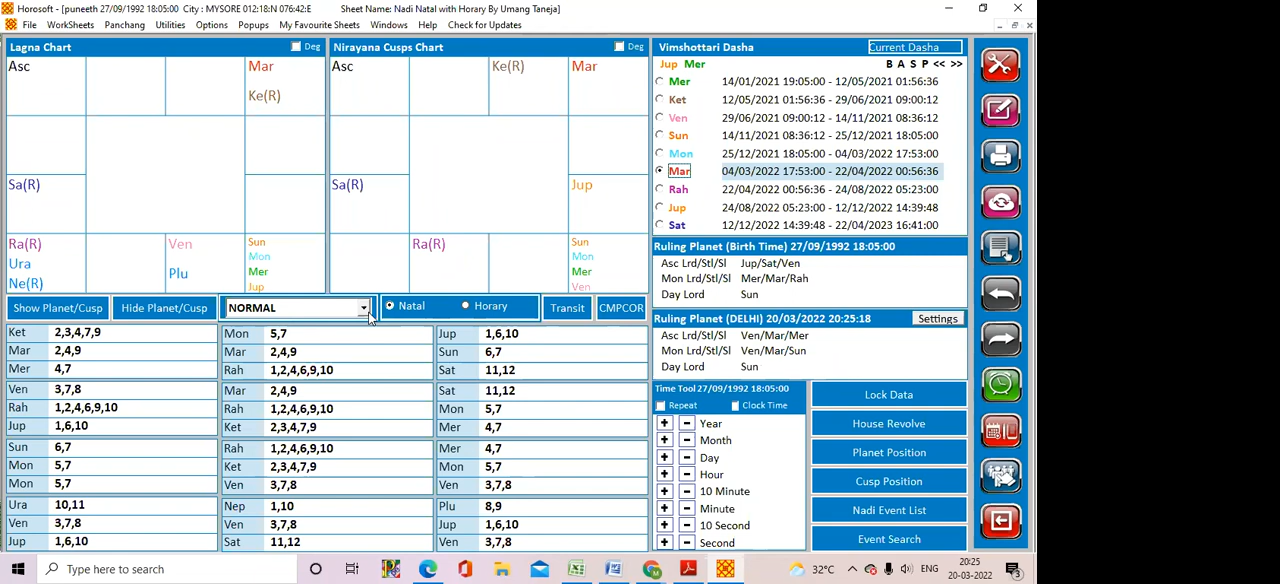 Horosoft - [puneeth 27/09/1992 18:05:00 City : MYSORE 012:18:N 076:42:E] Sheet Name: Nadi Natal with Horary By Umang Taneja]
File WorkSheets Panchang Utilities Options Popups My Favourite Sheets Windows Help Check for Updates
Lagna Chart Deg
Asc Mar
Ke(R)
Sa(R)
Ra(R) Ven Sun
Ura Mon
Plu Mer
Ne(R) Jup
Nirayana Cusps Chart Deg
Asc Ke(R) Mar
Sa(R) Jup
Ra(R) Sun
Mon
Mer
Ven
Vimshottari Dasha Current Dasha
Jup Mer B A S P << >>
Mer 14/01/2021 19:05:00 - 12/05/2021 01:56:36
Ket 12/05/2021 01:56:36 - 29/06/2021 09:00:12
Ven 29/06/2021 09:00:12 - 14/11/2021 08:36:12
Sun 14/11/2021 08:36:12 - 25/12/2021 18:05:00
Mon 25/12/2021 18:05:00 - 04/03/2022 17:53:00
Mar 04/03/2022 17:53:00 - 22/04/2022 00:56:36
Rah 22/04/2022 00:56:36 - 24/08/2022 05:23:00
Jup 24/08/2022 05:23:00 - 12/12/2022 14:39:48
Sat 12/12/2022 14:39:48 - 22/04/2023 16:41:00
Ruling Planet (Birth Time) 27/09/1992 18:05:00
Asc Lrd/Stl/Sl Jup/Sat/Ven
Mon Lrd/Stl/Sl Mer/Mar/Rah
Day Lord Sun
Show Planet/Cusp Hide Planet/Cusp NORMAL Natal Horary Transit CMPCOR
Ruling Planet (DELHI) 20/03/2022 20:25:18 Settings
Asc Lrd/Stl/Sl Ven/Mar/Mer
Mon Lrd/Stl/Sl Ven/Mar/Sun
Day Lord Sun
Ket 2,3,4,7,9 Mon 5,7 Jup 1,6,10
Mar 2,4,9 Mar 2,4,9 Sun 6,7
Mer 4,7 Rah 1,2,4,6,9,10 Sat 11,12
Ven 3,7,8 Mar 2,4,9 Sat 11,12
Rah 1,2,4,6,9,10 Rah 1,2,4,6,9,10 Mon 5,7
Jup 1,6,10 Ket 2,3,4,7,9 Mer 4,7
Sun 6,7 Rah 1,2,4,6,9,10 Mer 4,7
Mon 5,7 Ket 2,3,4,7,9 Mon 5,7
Mon 5,7 Ven 3,7,8 Ven 3,7,8
Ura 10,11 Nep 1,10 Plu 8,9
Ven 3,7,8 Ven 3,7,8 Jup 1,6,10
Jup 1,6,10 Sat 11,12 Ven 3,7,8
Time Tool 27/09/1992 18:05:00
Repeat Clock Time
+ - Year
+ - Month
+ - Day
+ - Hour
+ - 10 Minute
+ - Minute
+ - 10 Second
+ - Second
Lock Data
House Revolve
Planet Position
Cusp Position
Nadi Event List
Event Search
Type here to search 32°C ENG 20:25
20-03-2022 3